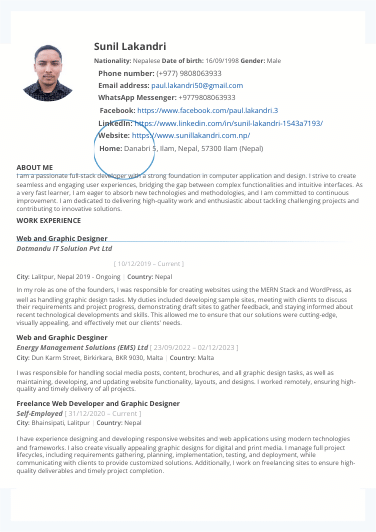 Sunil Lakandri
Nationality: Nepalese Date of birth: 16/09/1998 Gender: Male
Phone number: (+977) 9808063933
Email address: paul.lakandri50@gmail.com
WhatsApp Messenger: +9779808063933
Facebook: https://www.facebook.com/paul.lakandri.3
Linkedin: https://www.linkedin.com/in/sunil-lakandri-1543a7193/
Website: https://www.sunillakandri.com.np/
Home: Danabri 5, Ilam, Nepal, 57300 Ilam (Nepal)
ABOUT ME
I am a passionate full-stack developer with a strong foundation in computer application and design. I strive to create
seamless and engaging user experiences, bridging the gap between complex functionalities and intuitive interfaces. As
a very fast learner, I am eager to absorb new technologies and methodologies, and I am committed to continuous
improvement. I am dedicated to delivering high-quality work and enthusiastic about tackling challenging projects and
contributing to innovative solutions.
WORK EXPERIENCE
Web and Graphic Designer
Dotmandu IT Solution Pvt Ltd
[ 10/12/2019 – Current ]
City: Lalitpur, Nepal 2019 - Ongoing | Country: Nepal
In my role as one of the founders, I was responsible for creating websites using the MERN Stack and WordPress, as
well as handling graphic design tasks. My duties included developing sample sites, meeting with clients to discuss
their requirements and project progress, demonstrating draft sites to gather feedback, and staying informed about
recent technological developments and skills. This allowed me to ensure that our solutions were cutting-edge,
visually appealing, and effectively met our clients' needs.
Web and Graphic Desginer
Energy Management Solutions (EMS) Ltd [ 23/09/2022 – 02/12/2023 ]
City: Dun Karm Street, Birkirkara, BKR 9030, Malta | Country: Malta
I was responsible for handling social media posts, content, brochures, and all graphic design tasks, as well as
maintaining, developing, and updating website functionality, layouts, and designs. I worked remotely, ensuring high-
quality and timely delivery of all projects.
Freelance Web Developer and Graphic Designer
Self-Employed [ 31/12/2020 – Current ]
City: Bhainsipati, Lalitpur | Country: Nepal
I have experience designing and developing responsive websites and web applications using modern technologies
and frameworks. I also create visually appealing graphic designs for digital and print media. I manage full project
lifecycles, including requirements gathering, planning, implementation, testing, and deployment, while
communicating with clients to provide customized solutions. Additionally, I work on freelancing sites to ensure high-
quality deliverables and timely project completion.